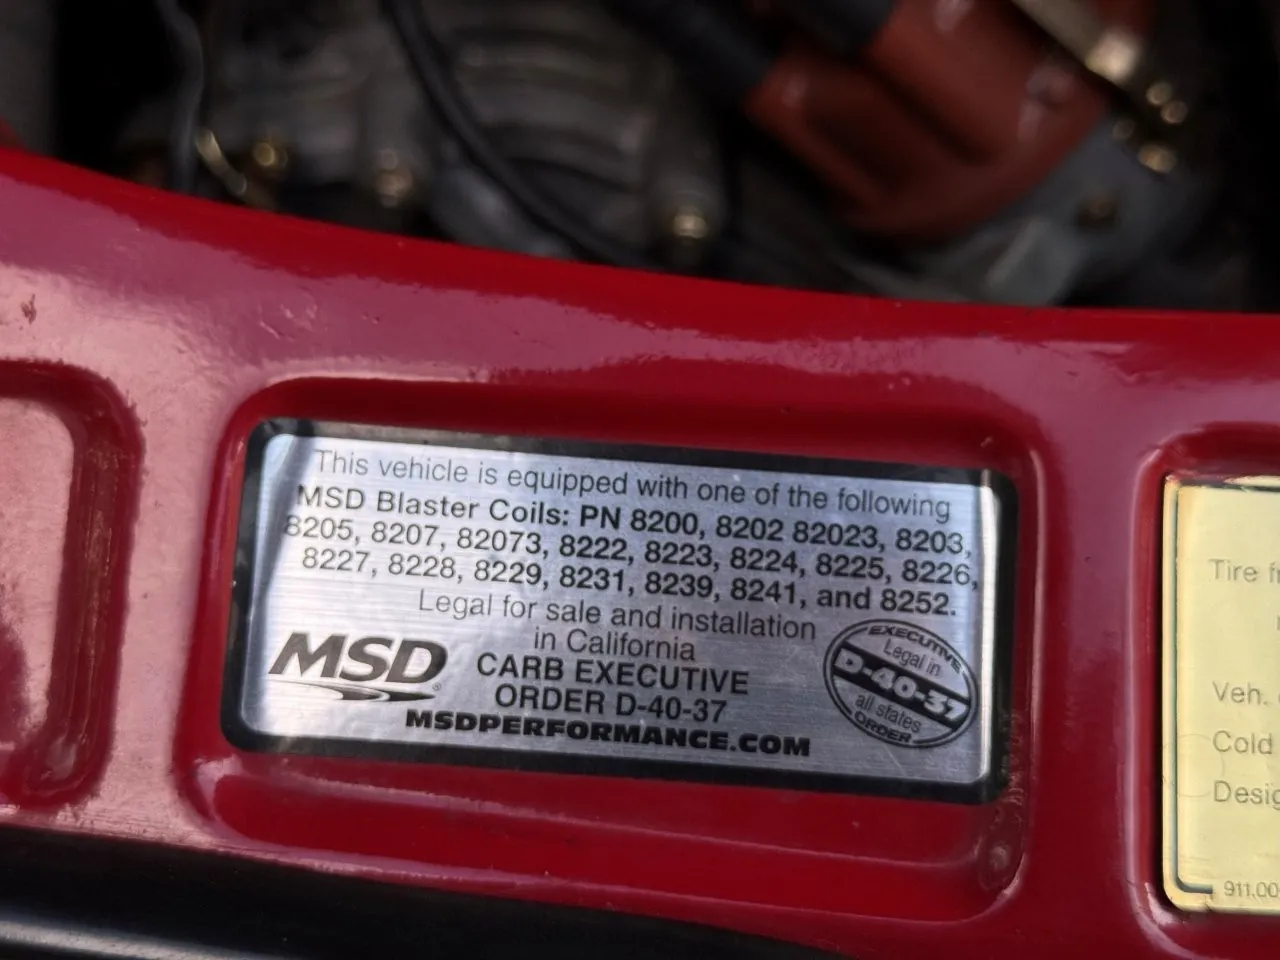 This vehicle is equipped with one of the following
MSD Blaster Coils: PN 8200, 8202 82023, 8203,
8205, 8207, 82073, 8222, 8223, 8224, 8225, 8226,
8227, 8228, 8229, 8231, 8239, 8241, and 8252.
Legal for sale and installation
in California
MSD
CARB EXECUTIVE
ORDER D-40-37
MSDPERFORMANCE.COM
EXECUTIVE
Legal in
D-40-37
all states
ORDER
Tire
Veh.
Cold
911.00